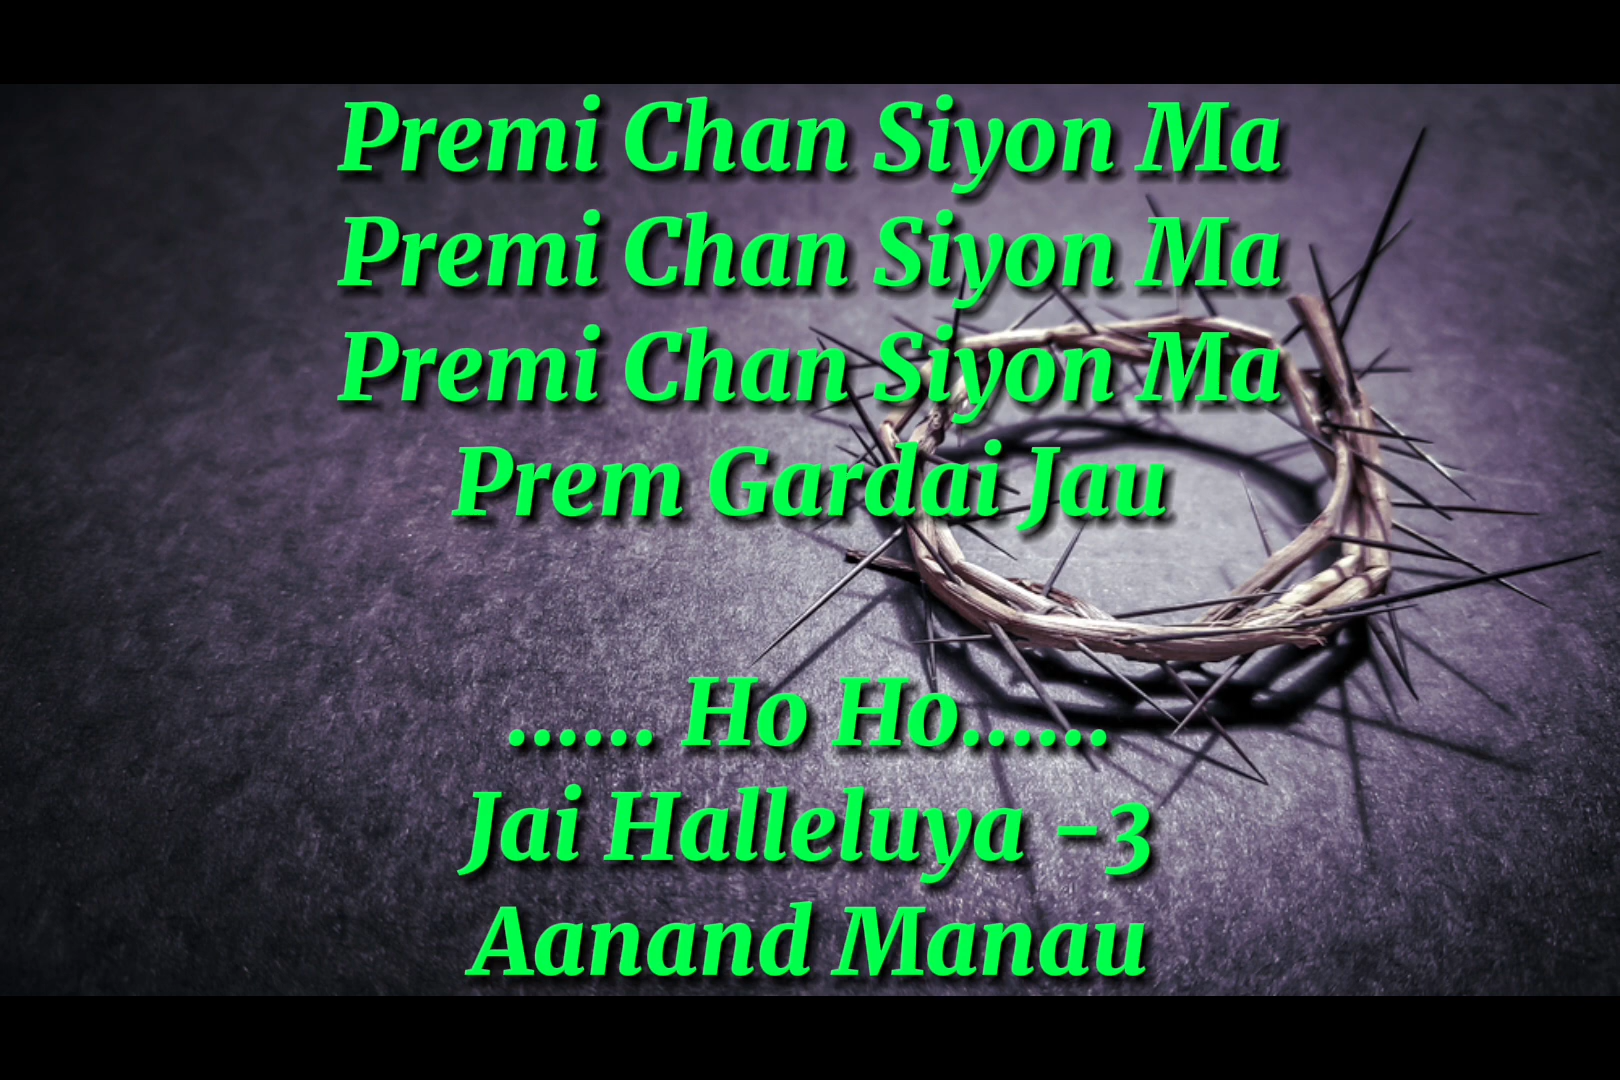 Premi Chan Siyon Ma
Premi Chan Siyon Ma
Premi Chan Siyon Ma
Prem Gardai Jau
...... Ho Ho......
Jai Halleluya -3
Aanand Manau